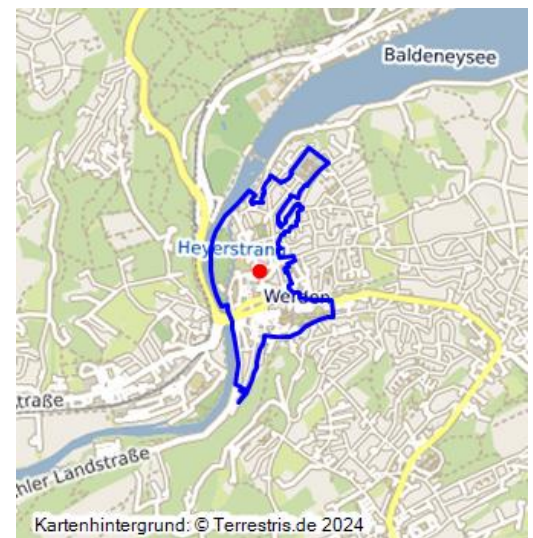 Baldeneysee
Heyerstrand
Werden
traße
hler Landstraße
Kartenhintergrund: © Terrestris.de 2024